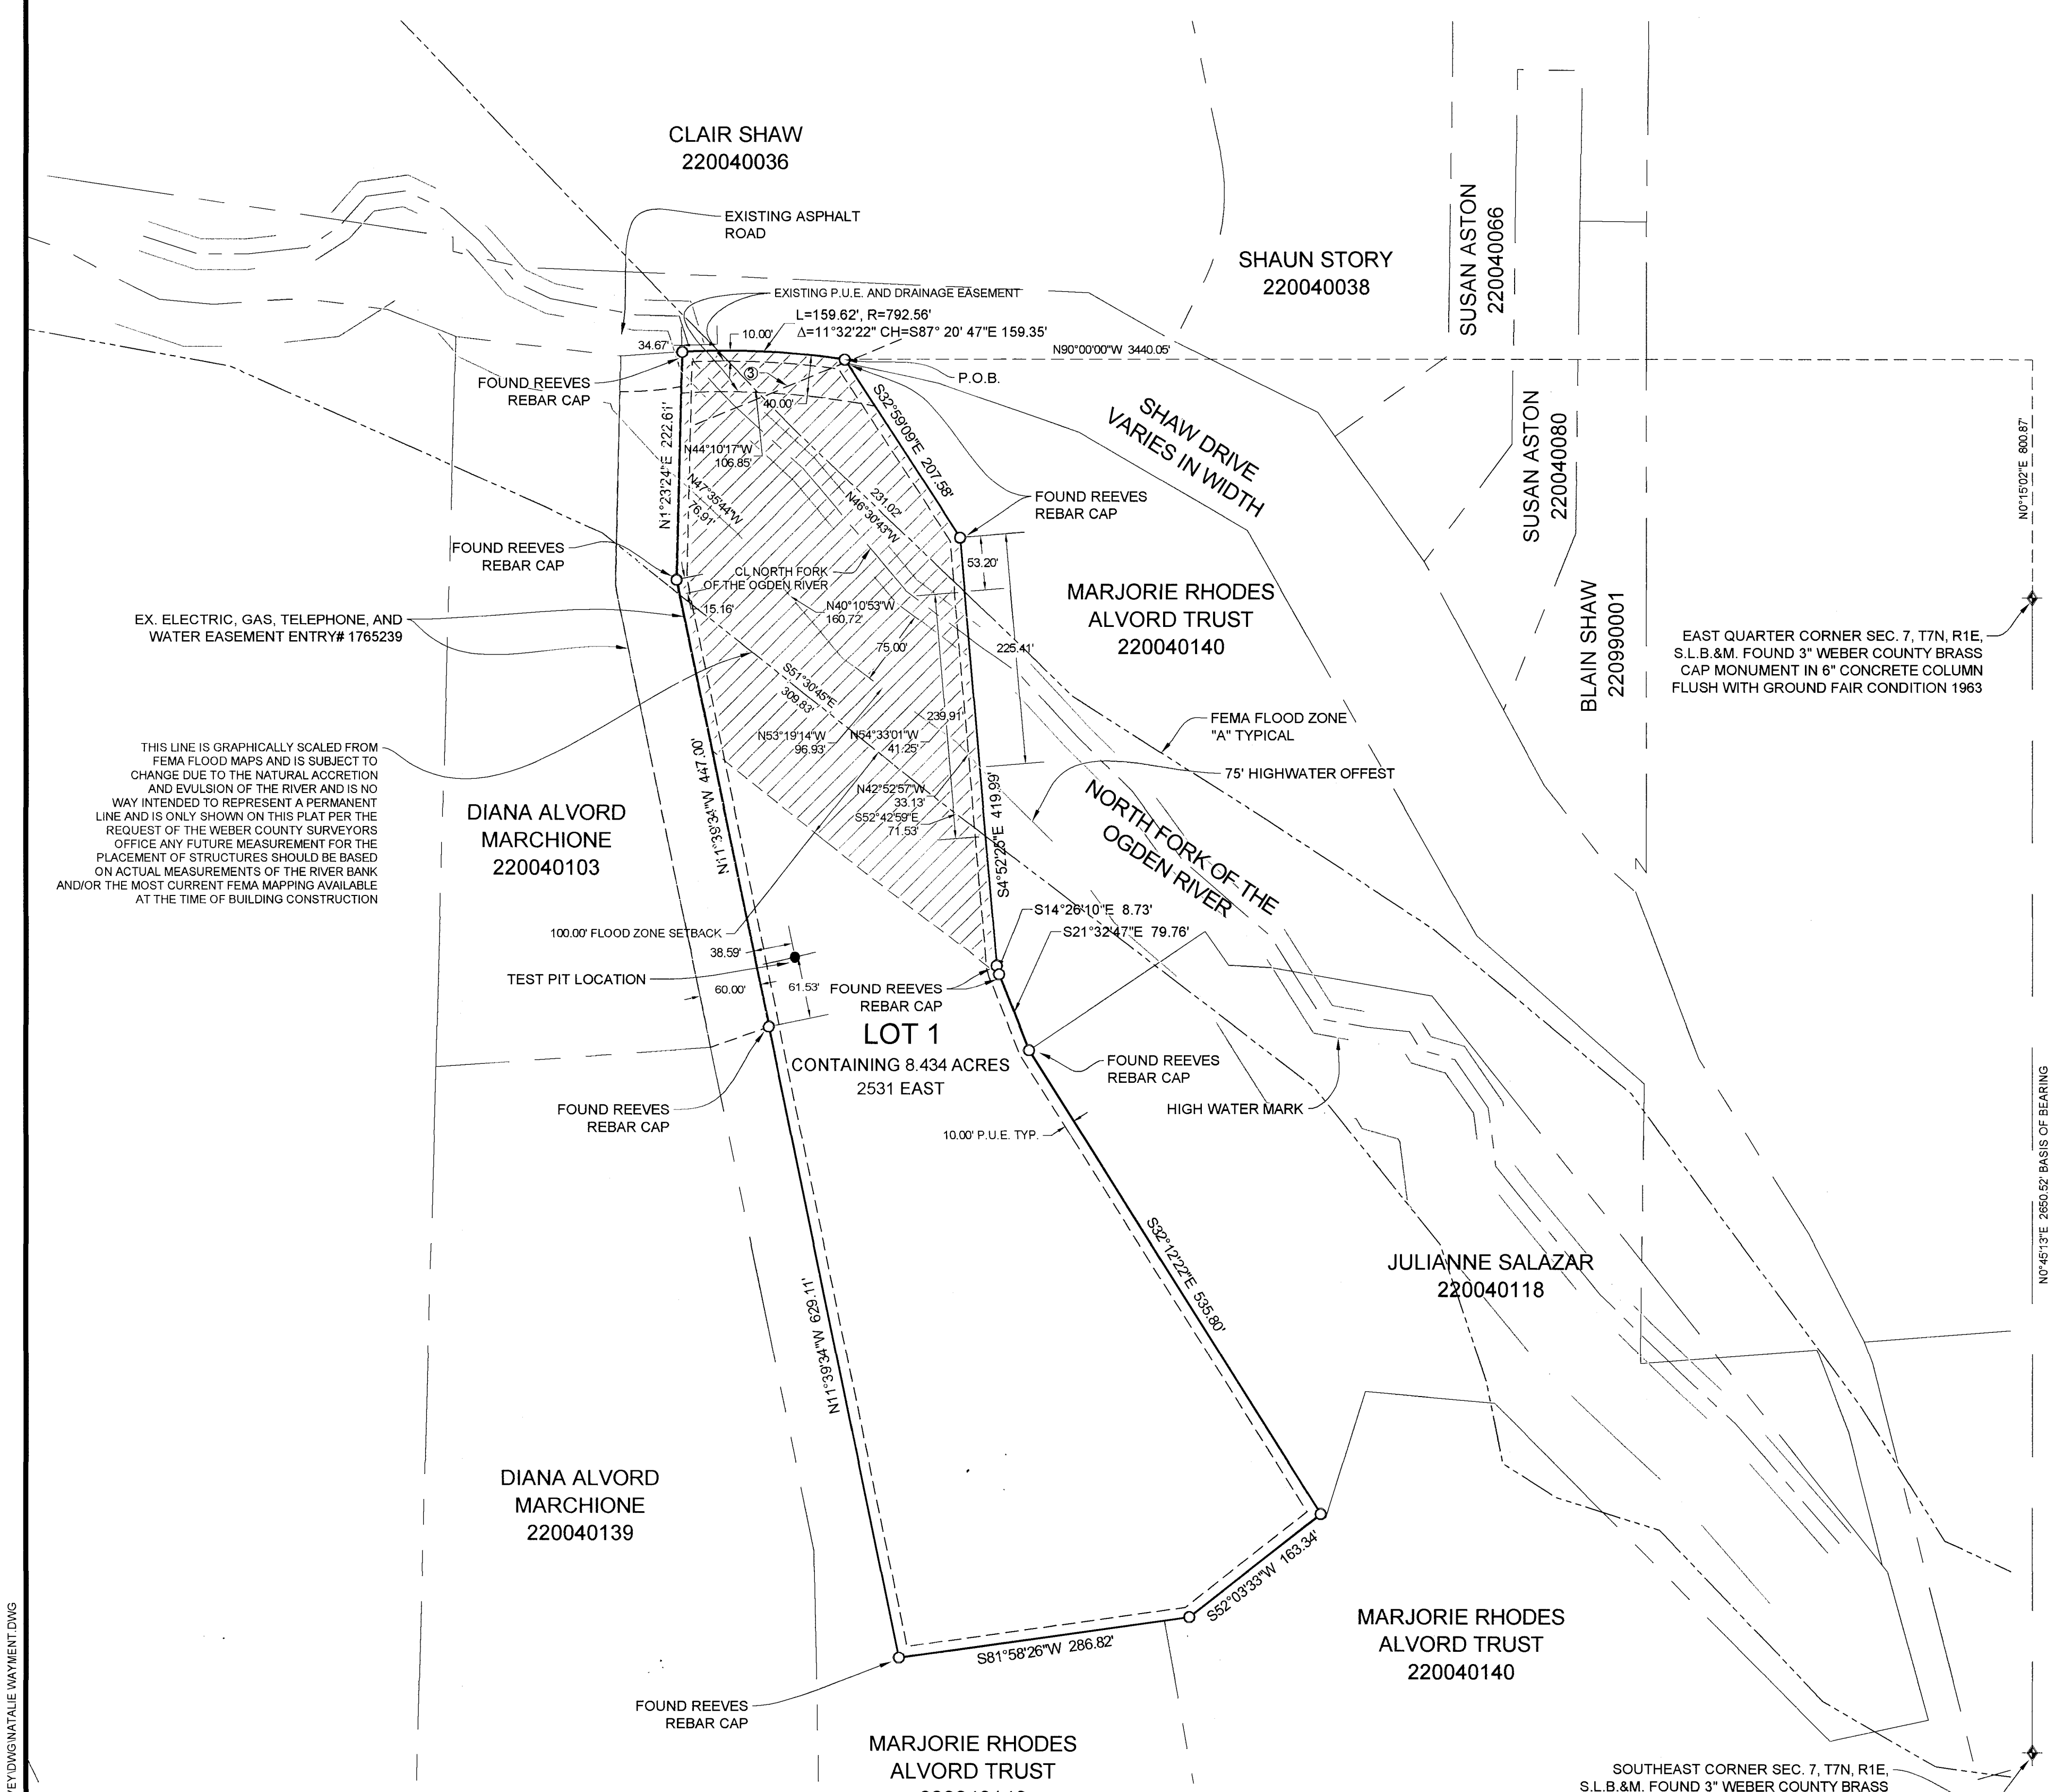 CLAIR SHAW
220040036
EXISTING ASPHALT
ROAD
SHAUN STORY
220040038
SUSAN ASTON
220040066
EXISTING P.U.E. AND DRAINAGE EASEMENT
L=159.62', R=792.56'
Δ=11°32'22" CH=S87° 20' 47"E 159.35'
10.00'
34.67'
N90°00'00"W 3440.05'
P.O.B.
FOUND REEVES
REBAR CAP
3
40.00'
S32°59'09"E 207.58'
SHAW DRIVE
VARIES IN WIDTH
SUSAN ASTON
220040080
N0°15'02"E 800.87'
N1°23'24"E 222.61'
N44°10'17"W
106.85'
N47°35'44"W
76.91'
231.02'
N46°30'43"W
FOUND REEVES
REBAR CAP
FOUND REEVES
REBAR CAP
53.20'
CL NORTH FORK
OF THE OGDEN RIVER
MARJORIE RHODES
ALVORD TRUST
220040140
BLAIN SHAW
220990001
EX. ELECTRIC, GAS, TELEPHONE, AND
WATER EASEMENT ENTRY# 1765239
15.16'
N40°10'53"W
160.72'
75.00'
225.41'
EAST QUARTER CORNER SEC. 7, T7N, R1E,
S.L.B.&M. FOUND 3" WEBER COUNTY BRASS
CAP MONUMENT IN 6" CONCRETE COLUMN
FLUSH WITH GROUND FAIR CONDITION 1963
S51°30'45"E
309.83'
239.91'
FEMA FLOOD ZONE
"A" TYPICAL
N53°19'14"W
96.93'
N54°33'01"W
41.25'
THIS LINE IS GRAPHICALLY SCALED FROM
FEMA FLOOD MAPS AND IS SUBJECT TO
CHANGE DUE TO THE NATURAL ACCRETION
AND EVULSION OF THE RIVER AND IS NO
WAY INTENDED TO REPRESENT A PERMANENT
LINE AND IS ONLY SHOWN ON THIS PLAT PER THE
REQUEST OF THE WEBER COUNTY SURVEYORS
OFFICE ANY FUTURE MEASUREMENT FOR THE
PLACEMENT OF STRUCTURES SHOULD BE BASED
ON ACTUAL MEASUREMENTS OF THE RIVER BANK
AND/OR THE MOST CURRENT FEMA MAPPING AVAILABLE
AT THE TIME OF BUILDING CONSTRUCTION
N11°39'34"W 447.00'
75' HIGHWATER OFFEST
N42°52'57"W
33.13'
S52°42'59"E
71.53'
S4°52'25"E 419.99'
NORTH FORK OF THE
OGDEN RIVER
DIANA ALVORD
MARCHIONE
220040103
S14°26'10"E 8.73'
S21°32'47"E 79.76'
100.00' FLOOD ZONE SETBACK
38.59'
TEST PIT LOCATION
60.00'
61.53'
FOUND REEVES
REBAR CAP
LOT 1
CONTAINING 8.434 ACRES
2531 EAST
FOUND REEVES
REBAR CAP
FOUND REEVES
REBAR CAP
HIGH WATER MARK
10.00' P.U.E. TYP.
N0°45'13"E 2650.52' BASIS OF BEARING
N11°39'34"W 629.11'
S32°12'22"E 535.80'
JULIANNE SALAZAR
220040118
DIANA ALVORD
MARCHIONE
220040139
S52°03'33"W 163.34'
S81°58'26"W 286.82'
FOUND REEVES
REBAR CAP
MARJORIE RHODES
ALVORD TRUST
220040140
MARJORIE RHODES
ALVORD TRUST
SOUTHEAST CORNER SEC. 7, T7N, R1E,
S.L.B.&M. FOUND 3" WEBER COUNTY BRASS
NATALIE WAYMENT.DWG